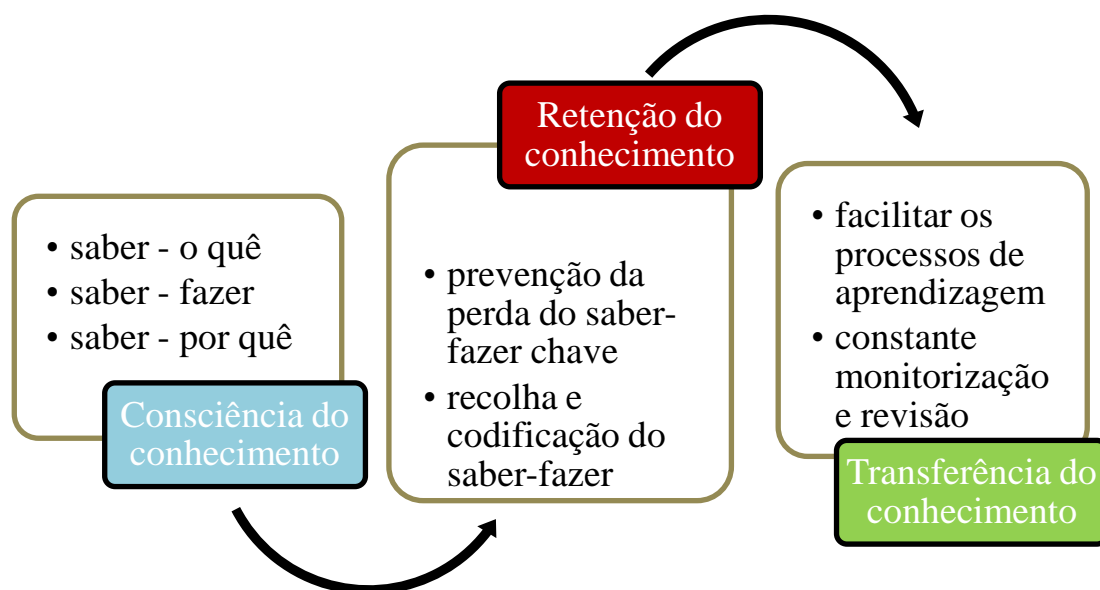 • saber - o quê
• saber - fazer
• saber - por quê
Consciência do
conhecimento
Retenção do
conhecimento
• prevenção da
perda do saber-
fazer chave
• recolha e
codificação do
saber-fazer
• facilitar os
processos de
aprendizagem
• constante
monitorização
e revisão
Transferência do
conhecimento